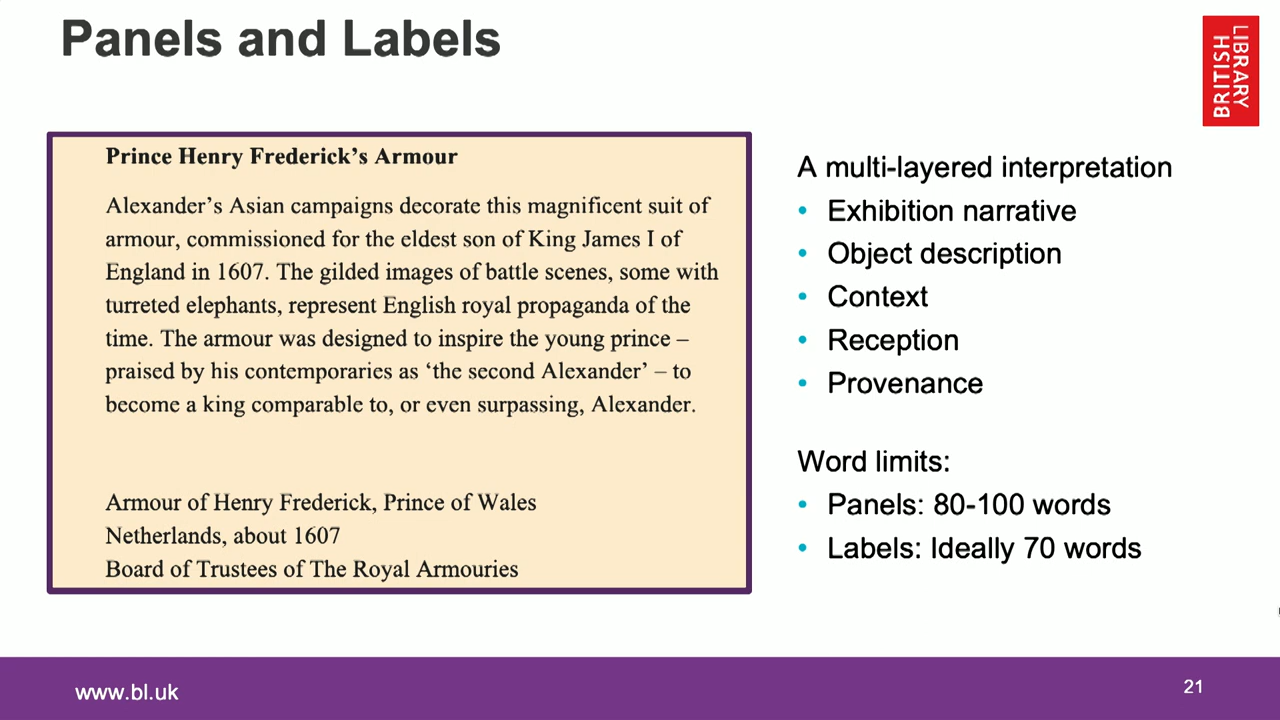 Panels and Labels
BRITISH
LIBRARY
Prince Henry Frederick’s Armour
Alexander’s Asian campaigns decorate this magnificent suit of
armour, commissioned for the eldest son of King James I of
England in 1607. The gilded images of battle scenes, some with
turreted elephants, represent English royal propaganda of the
time. The armour was designed to inspire the young prince –
praised by his contemporaries as ‘the second Alexander’ – to
become a king comparable to, or even surpassing, Alexander.
Armour of Henry Frederick, Prince of Wales
Netherlands, about 1607
Board of Trustees of The Royal Armouries
A multi-layered interpretation
• Exhibition narrative
• Object description
• Context
• Reception
• Provenance
Word limits:
• Panels: 80-100 words
• Labels: Ideally 70 words
www.bl.uk
21